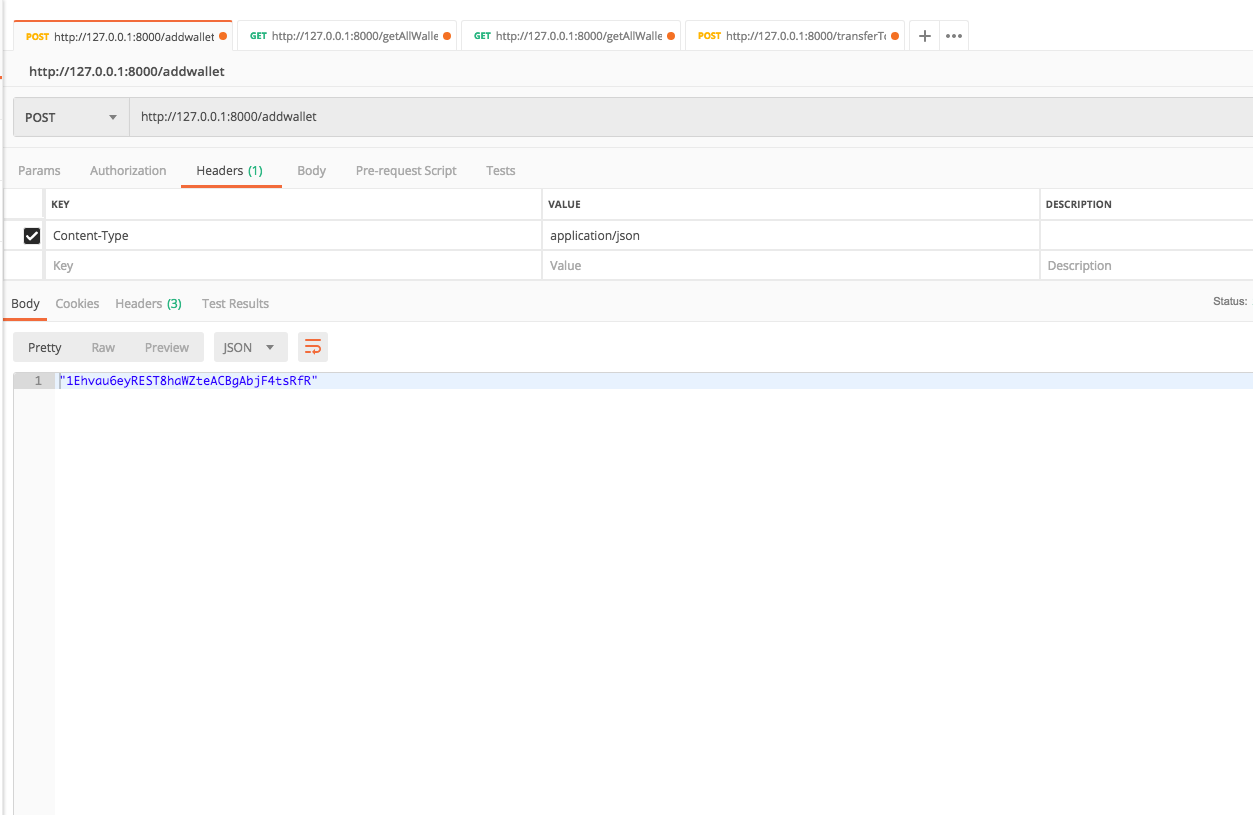 POST http://127.0.0.1:8000/addwallet GET http://127.0.0.1:8000/getAllWalle GET http://127.0.0.1:8000/getAllWalle POST http://127.0.0.1:8000/transferT
http://127.0.0.1:8000/addwallet
POST http://127.0.0.1:8000/addwallet
Params Authorization Headers (1) Body Pre-request Script Tests
KEY VALUE DESCRIPTION
Content-Type application/json
Key Value Description
Body Cookies Headers (3) Test Results Status:
Pretty Raw Preview JSON
1 "1Ehvau6eyREST8haWZteACBgAbjF4tsRfR"